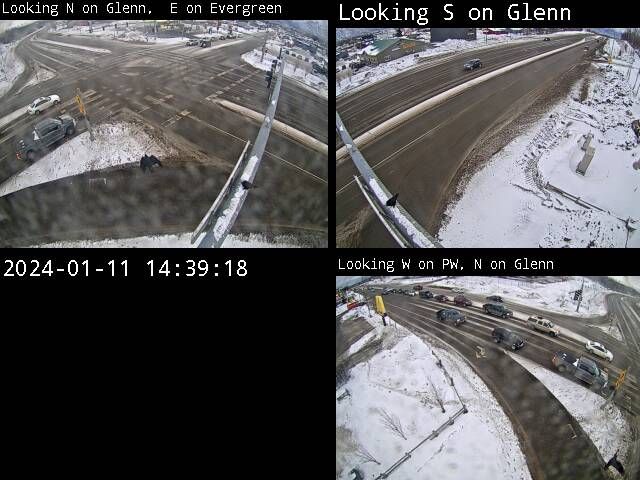 Looking N on Glenn,  E on Evergreen
Looking S on Glenn
2024-01-11 14:39:18
Looking W on PW, N on Glenn